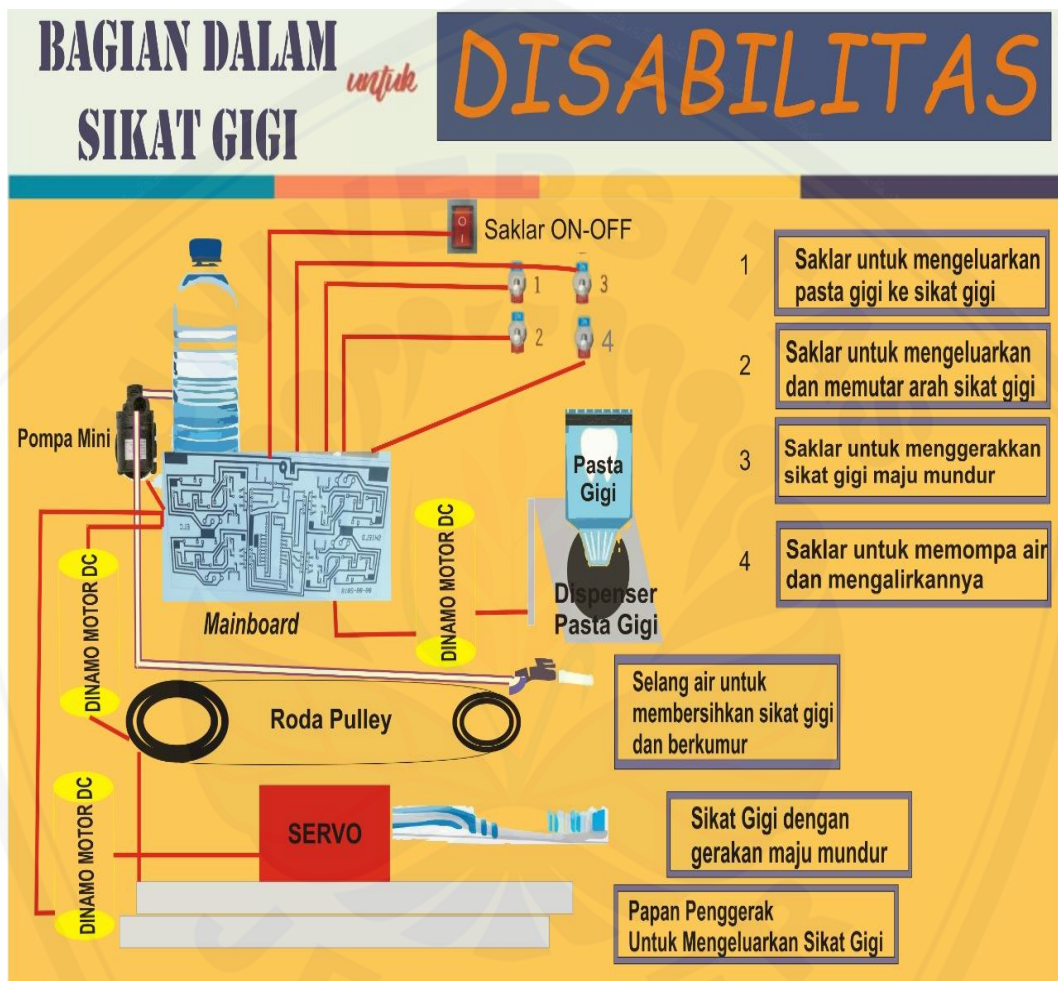 BAGIAN DALAM
untuk
SIKAT GIGI
DISABILITAS
Saklar ON-OFF
1
3
2
4
1
Saklar untuk mengeluarkan
pasta gigi ke sikat gigi
2
Saklar untuk mengeluarkan
dan memutar arah sikat gigi
3
Saklar untuk menggerakkan
sikat gigi maju mundur
4
Saklar untuk memompa air
dan mengalirkannya
Pompa Mini
Pasta
Gigi
Dispenser
Pasta Gigi
Mainboard
DINAMO MOTOR DC
DINAMO MOTOR DC
Roda Pulley
Selang air untuk
membersihkan sikat gigi
dan berkumur
DINAMO MOTOR DC
SERVO
Sikat Gigi dengan
gerakan maju mundur
Papan Penggerak
Untuk Mengeluarkan Sikat Gigi